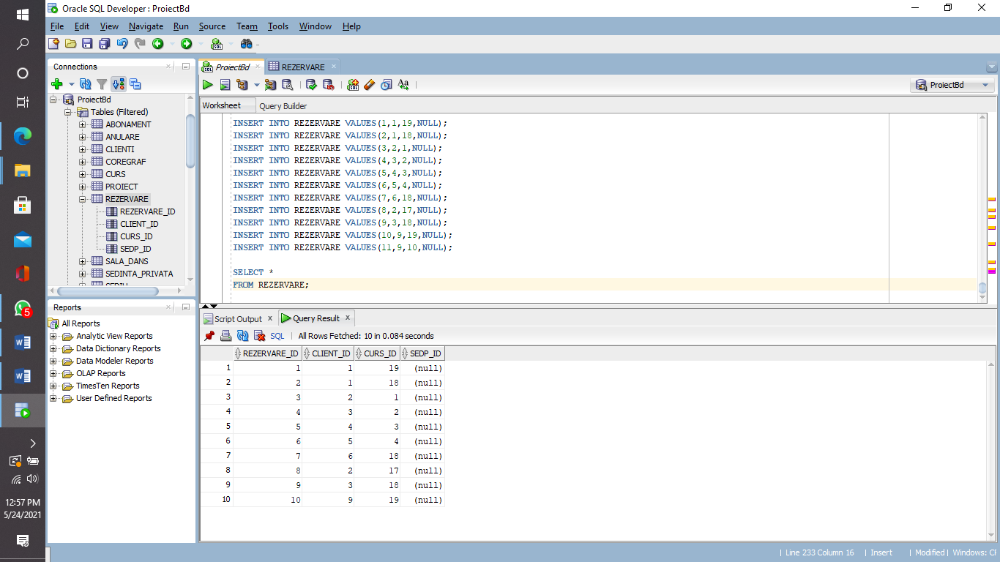 Oracle SQL Developer : ProiectBd
File Edit View Navigate Run Source Team Tools Window Help
Connections
ProiectBd
Tables (Filtered)
ABONAMENT
ANULARE
CLIENTI
COREGRAF
CURS
PROIECT
REZERVARE
REZERVARE_ID
CLIENT_ID
CURS_ID
SEDP_ID
SALA_DANS
SEDINTA_PRIVATA
Reports
All Reports
Analytic View Reports
Data Dictionary Reports
Data Modeler Reports
OLAP Reports
TimesTen Reports
User Defined Reports
ProiectBd REZERVARE
ProiectBd
Worksheet Query Builder
INSERT INTO REZERVARE VALUES(1,1,19,NULL);
INSERT INTO REZERVARE VALUES(2,1,18,NULL);
INSERT INTO REZERVARE VALUES(3,2,1,NULL);
INSERT INTO REZERVARE VALUES(4,3,2,NULL);
INSERT INTO REZERVARE VALUES(5,4,3,NULL);
INSERT INTO REZERVARE VALUES(6,5,4,NULL);
INSERT INTO REZERVARE VALUES(7,6,18,NULL);
INSERT INTO REZERVARE VALUES(8,2,17,NULL);
INSERT INTO REZERVARE VALUES(9,3,18,NULL);
INSERT INTO REZERVARE VALUES(10,9,19,NULL);
INSERT INTO REZERVARE VALUES(11,9,10,NULL);
SELECT *
FROM REZERVARE;
Script Output x Query Result x
SQL | All Rows Fetched: 10 in 0.084 seconds
REZERVARE_ID CLIENT_ID CURS_ID SEDP_ID
1 1 1 19 (null)
2 2 1 18 (null)
3 3 2 1 (null)
4 4 3 2 (null)
5 5 4 3 (null)
6 6 5 4 (null)
7 7 6 18 (null)
8 8 2 17 (null)
9 9 3 18 (null)
10 10 9 19 (null)
5
12:57 PM
5/24/2021
| Line 233 Column 16 | Insert | Modified | Windows: CF